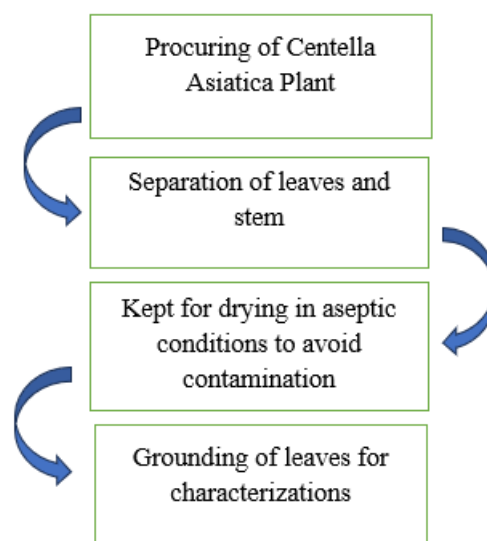 Procuring of Centella
Asiatica Plant
Separation of leaves and
stem
Kept for drying in aseptic
conditions to avoid
contamination
Grounding of leaves for
characterizations